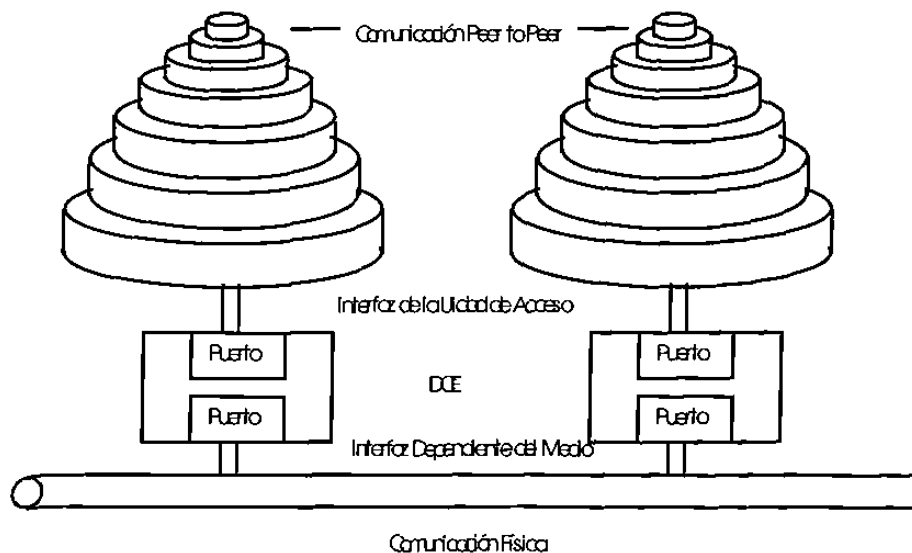 Comunicación Peer to Peer
Interfaz de la Uidad de Acceso
Puerto
Puerto
DCE
Puerto
Puerto
Interfaz Dependiente del Medio
Comunicación Física